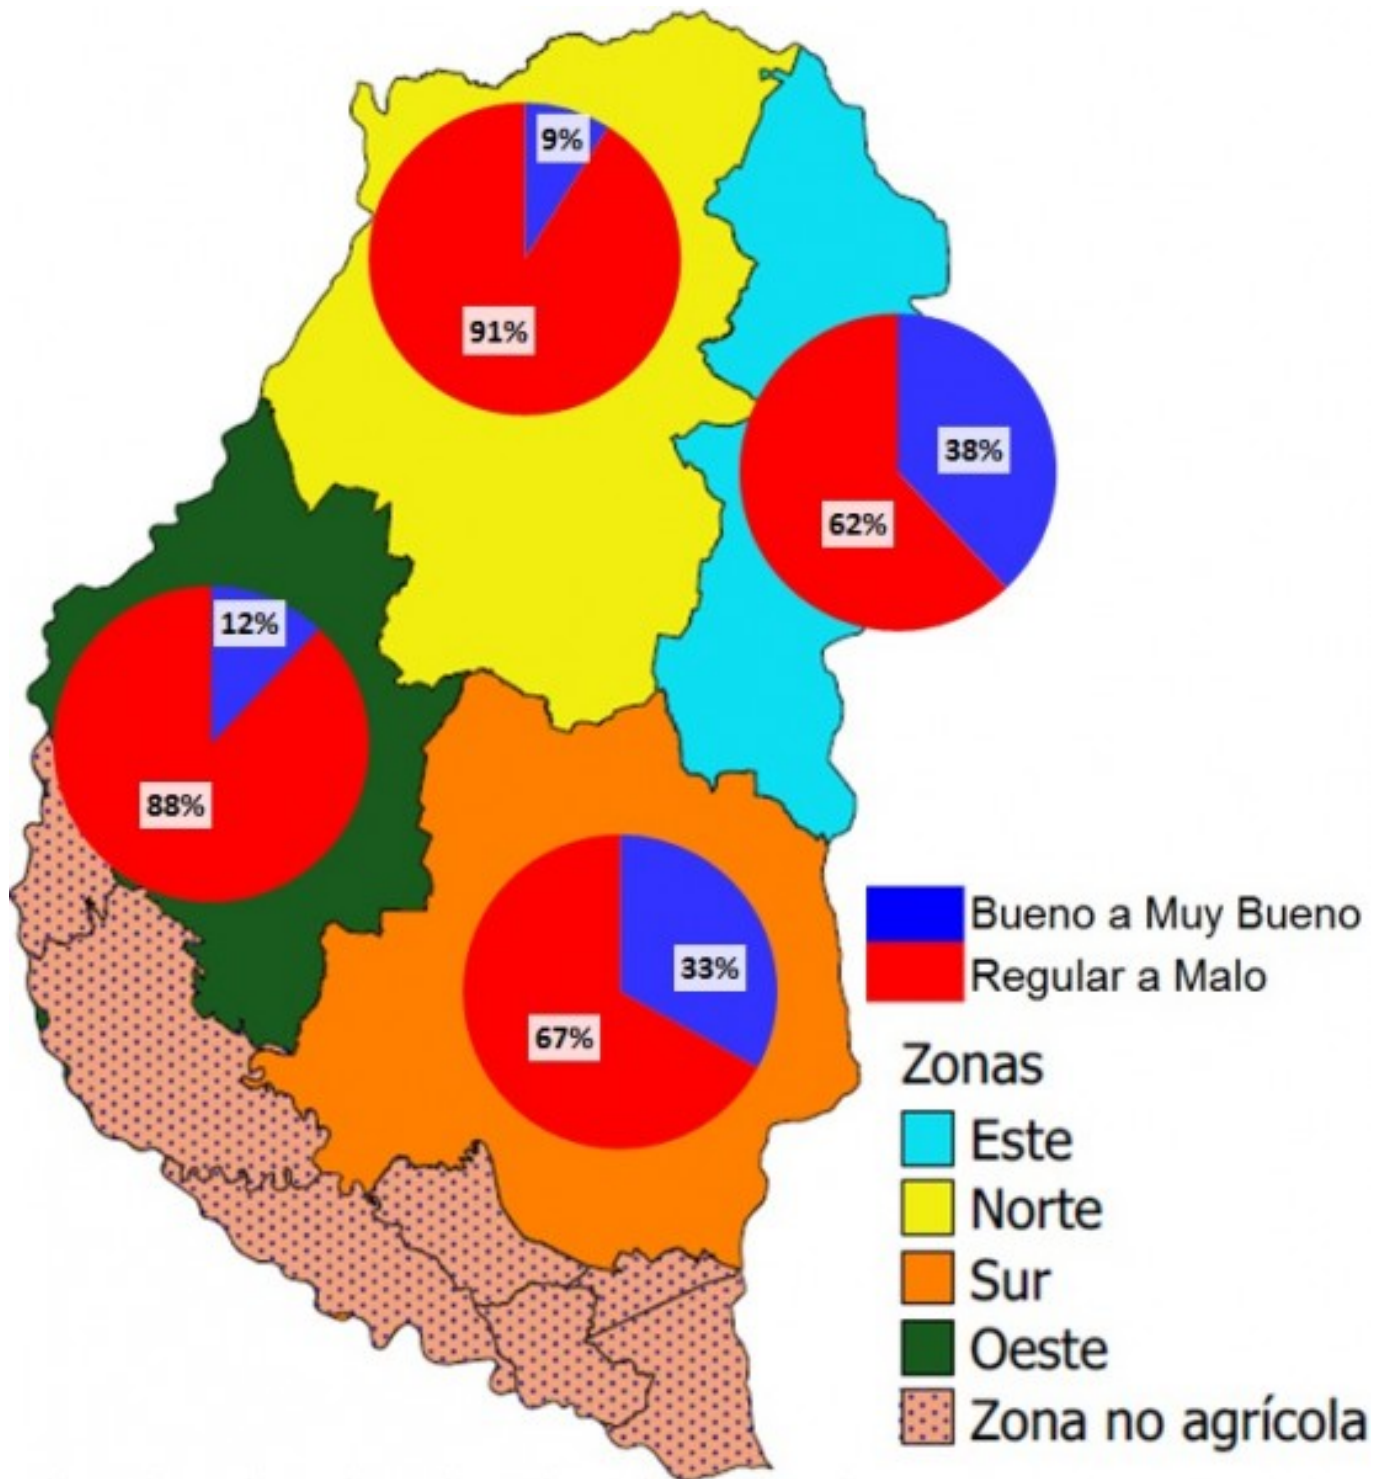 9%
91%
38%
62%
12%
88%
33%
67%
Bueno a Muy Bueno
Regular a Malo
Zonas
Este
Norte
Sur
Oeste
Zona no agrícola